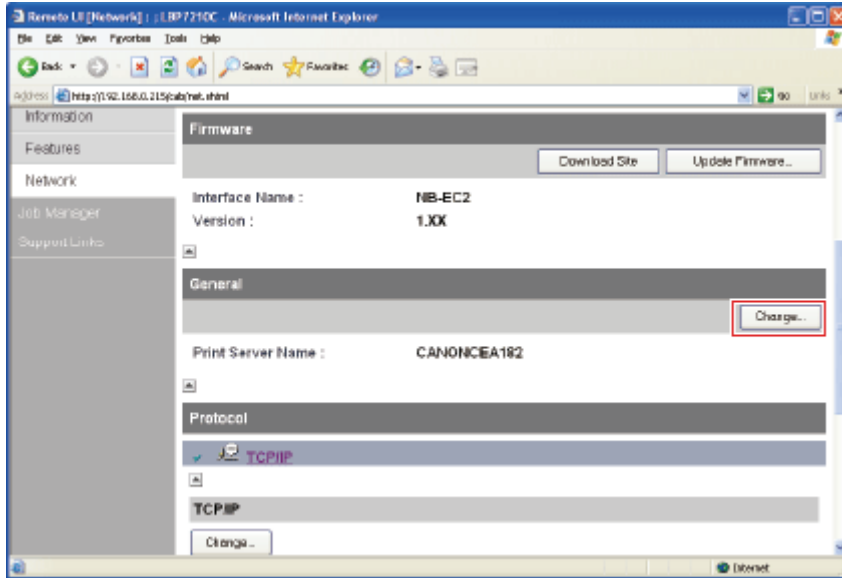 Remote UI [Network] : ; LBP7210C - Microsoft Internet Explorer
File Edit View Favorites Tools Help
Back Search Favorites
Address http://192.168.0.215/cab/net.shtml Go Links
Information
Features
Network
Job Manager
Support Links
Firmware
Download Site Update Firmware...
Interface Name : NB-EC2
Version : 1.XX
General
Change...
Print Server Name : CANONCEA182
Protocol
TCP/IP
TCP/IP
Change...
Internet